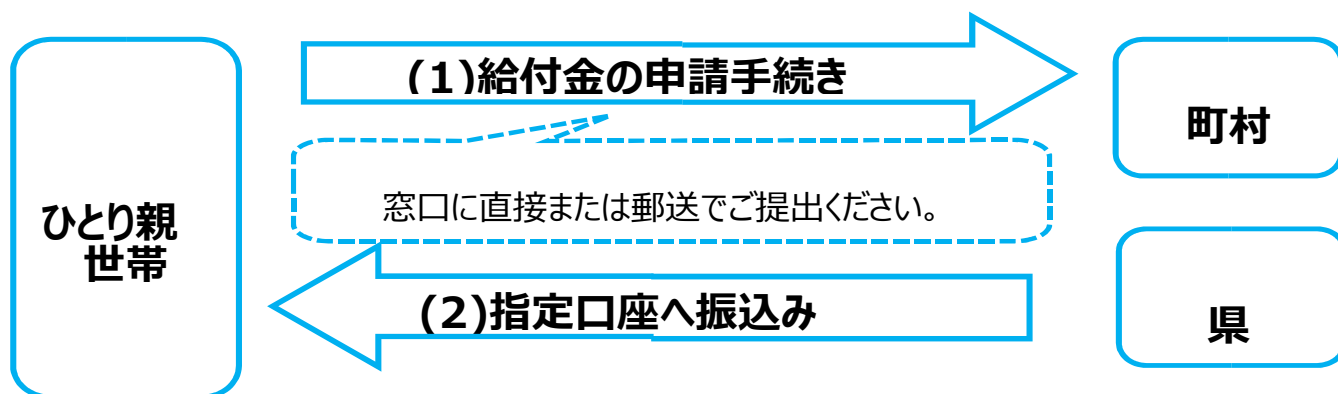 (1)給付金の申請手続き
町村
窓口に直接または郵送でご提出ください。
ひとり親
世帯
(2)指定口座へ振込み
県